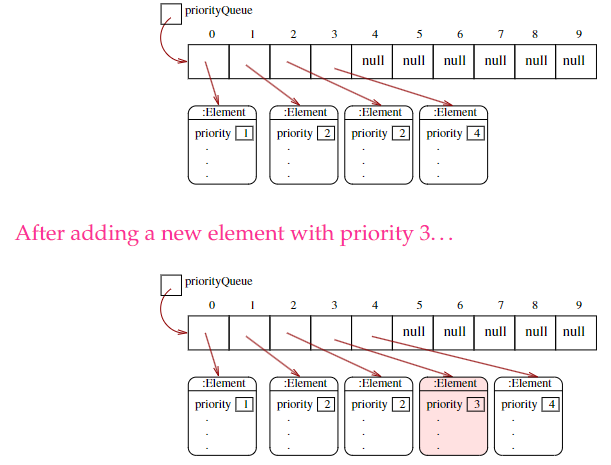 priorityQueue
0 1 2 3 4 5 6 7 8 9
null null null null null null
:Element :Element :Element :Element
priority 1 priority 2 priority 2 priority 4
. . . .
. . . .
. . . .
After adding a new element with priority 3...
priorityQueue
0 1 2 3 4 5 6 7 8 9
null null null null null
:Element :Element :Element :Element :Element
priority 1 priority 2 priority 2 priority 3 priority 4
. . . . .
. . . . .
. . . . .